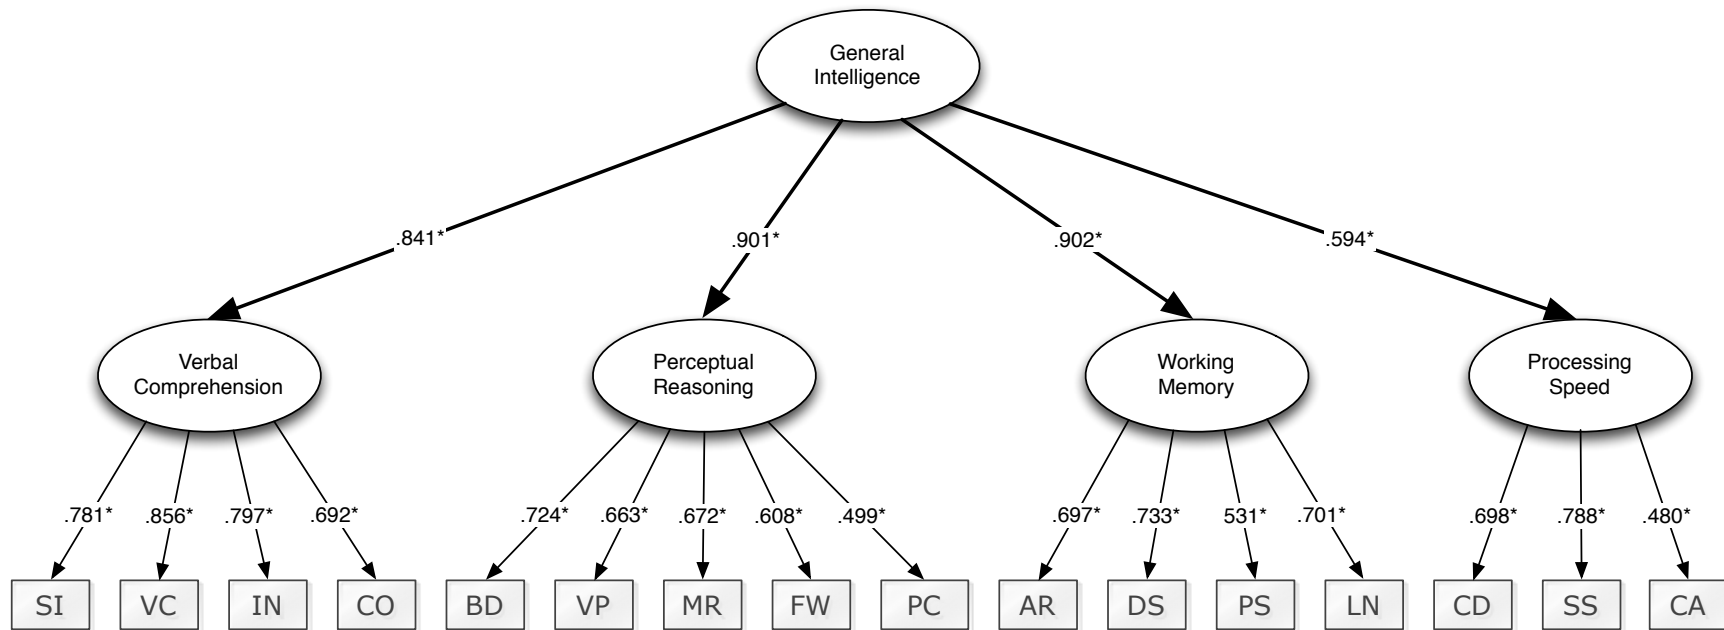 General
Intelligence
.841*
.901*
.902*
.594*
Verbal
Comprehension
Perceptual
Reasoning
Working
Memory
Processing
Speed
.781*
.856*
.797*
.692*
.724*
.663*
.672*
.608*
.499*
.697*
.733*
531*
.701*
.698*
.788*
.480*
SI
VC
IN
CO
BD
VP
MR
FW
PC
AR
DS
PS
LN
CD
SS
CA